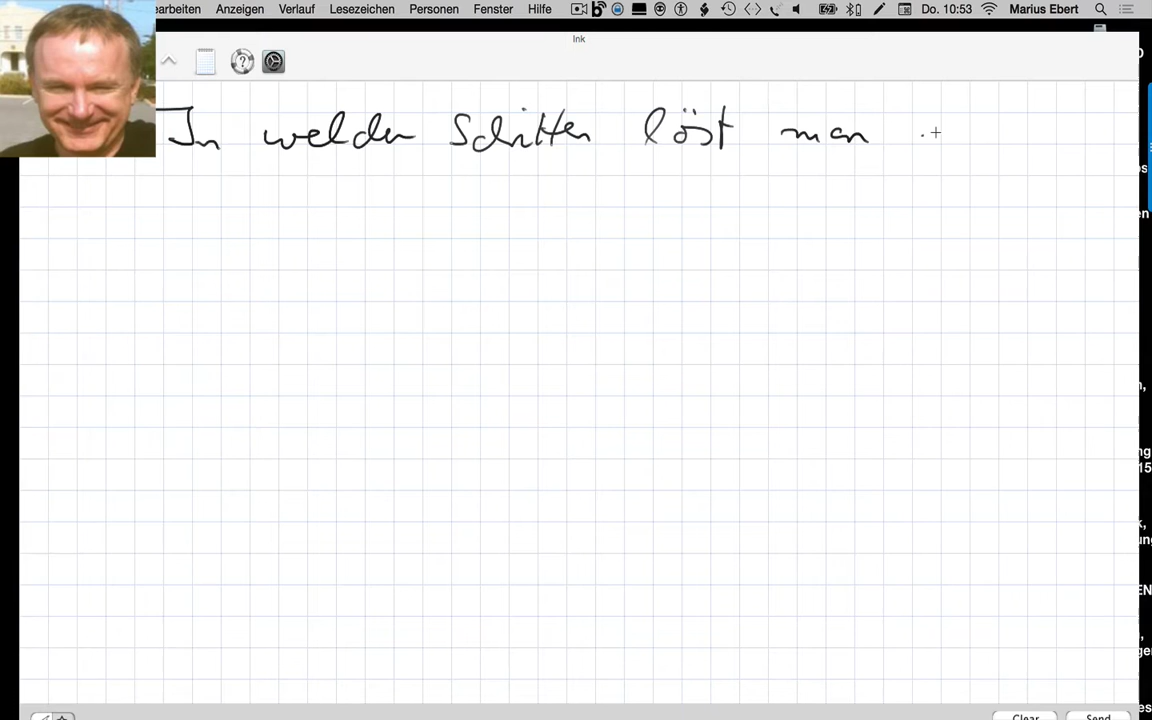 earbeiten Anzeigen Verlauf Lesezeichen Personen Fenster Hilfe Do. 10:53 Marius Ebert
Ink
In welchen Schritten löst man
Clear Send